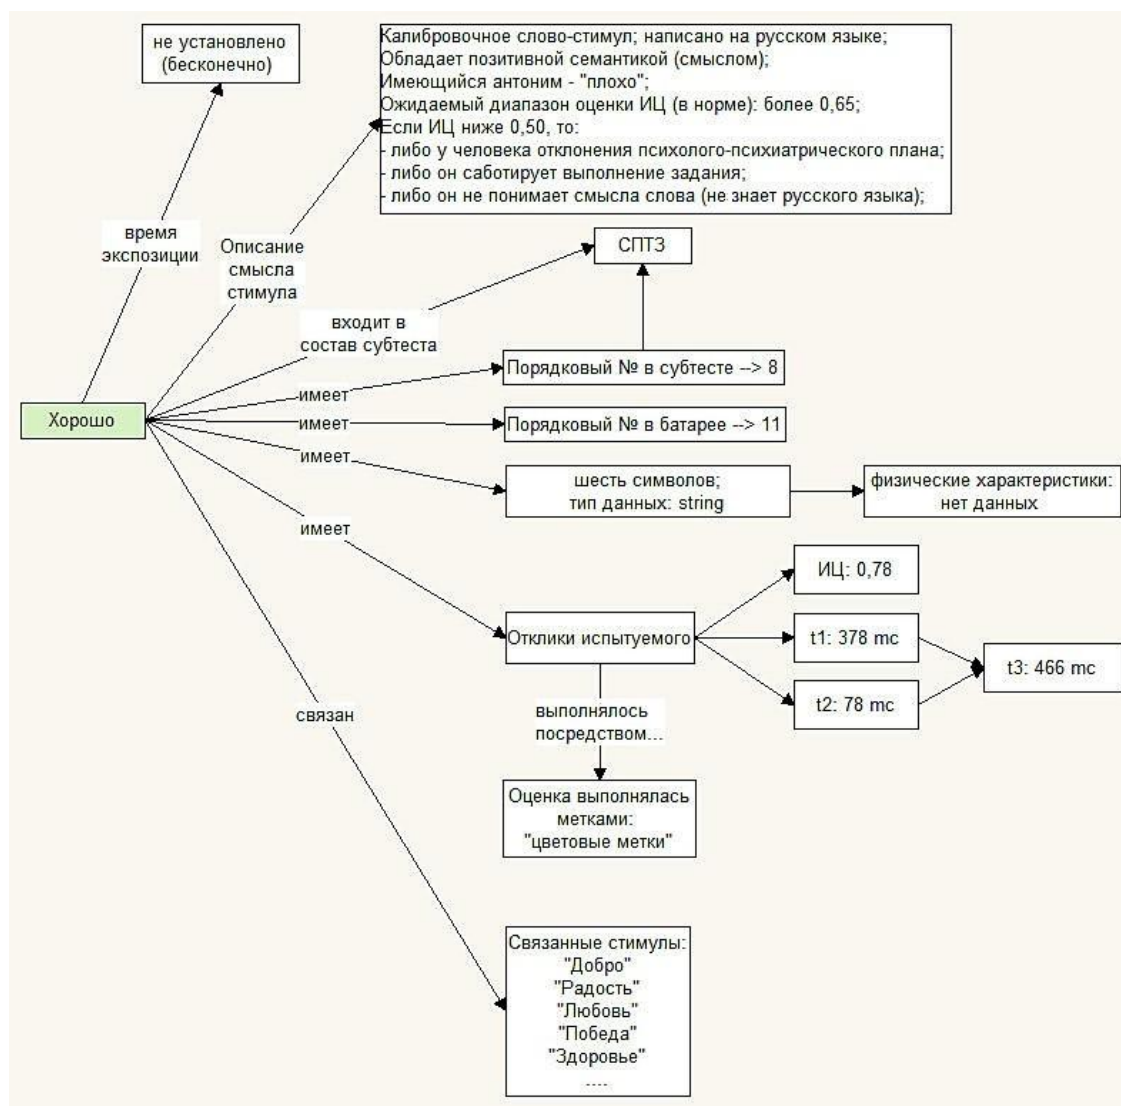 не установлено
(бесконечно)
Калибровочное слово-стимул; написано на русском языке;
Обладает позитивной семантикой (смыслом);
Имеющийся антоним - "плохо";
Ожидаемый диапазон оценки ИЦ (в норме): более 0,65;
Если ИЦ ниже 0,50, то:
- либо у человека отклонения психолого-психиатрического плана;
- либо он саботирует выполнение задания;
- либо он не понимает смысла слова (не знает русского языка);
время
экспозиции
Описание
смысла
стимула
СПТЗ
входит в
состав субтеста
Порядковый № в субтесте --> 8
имеет
Хорошо
имеет
Порядковый № в батарее --> 11
имеет
шесть символов;
тип данных: string
физические характеристики:
нет данных
имеет
ИЦ: 0,78
Отклики испытуемого
t1: 378 mc
t3: 466 mc
t2: 78 mc
связан
выполнялось
посредством...
Оценка выполнялась
метками:
"цветовые метки"
Связанные стимулы:
"Добро"
"Радость"
"Любовь"
"Победа"
"Здоровье"
....